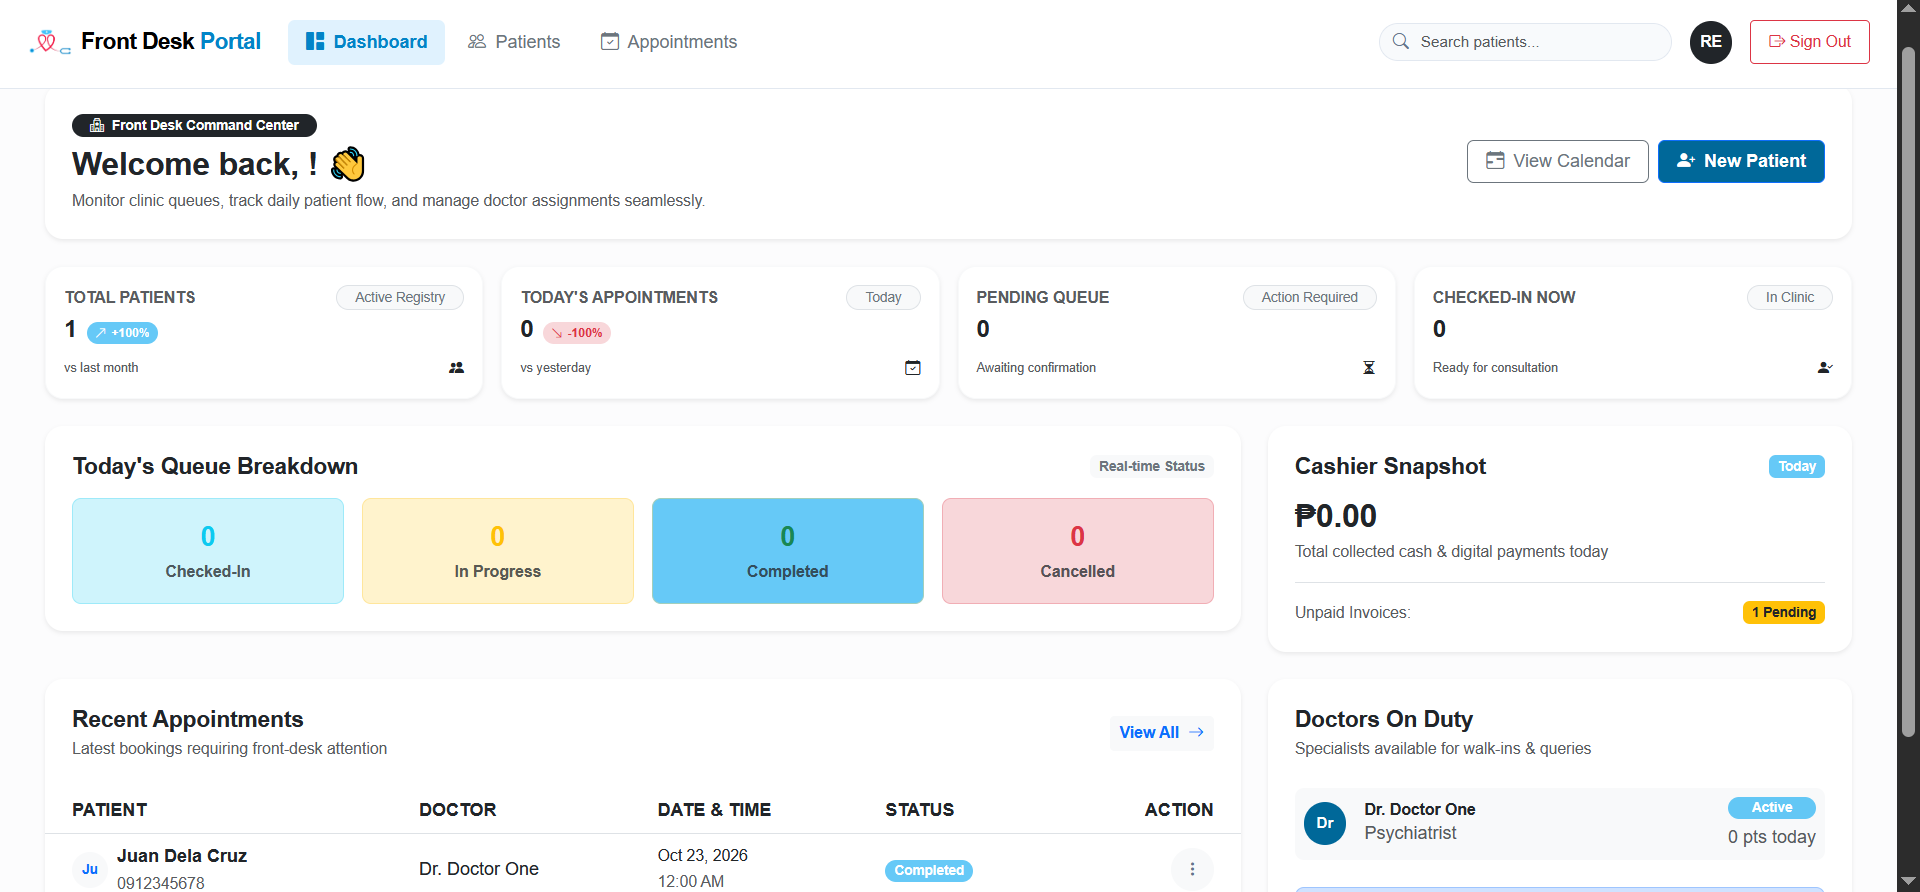 Front Desk Portal
Dashboard
Patients
Appointments
Search patients...
RE
Sign Out
Front Desk Command Center
Welcome back, !
Monitor clinic queues, track daily patient flow, and manage doctor assignments seamlessly.
View Calendar
New Patient
TOTAL PATIENTS
Active Registry
1
+100%
vs last month
TODAY'S APPOINTMENTS
Today
0
-100%
vs yesterday
PENDING QUEUE
Action Required
0
Awaiting confirmation
CHECKED-IN NOW
In Clinic
0
Ready for consultation
Today's Queue Breakdown
Real-time Status
0
Checked-In
0
In Progress
0
Completed
0
Cancelled
Cashier Snapshot
Today
₱0.00
Total collected cash & digital payments today
Unpaid Invoices:
1 Pending
Recent Appointments
Latest bookings requiring front-desk attention
View All
PATIENT DOCTOR DATE & TIME STATUS ACTION
Ju
Juan Dela Cruz
0912345678
Dr. Doctor One
Oct 23, 2026
12:00 AM
Completed
Doctors On Duty
Specialists available for walk-ins & queries
Dr
Dr. Doctor One
Psychiatrist
Active
0 pts today